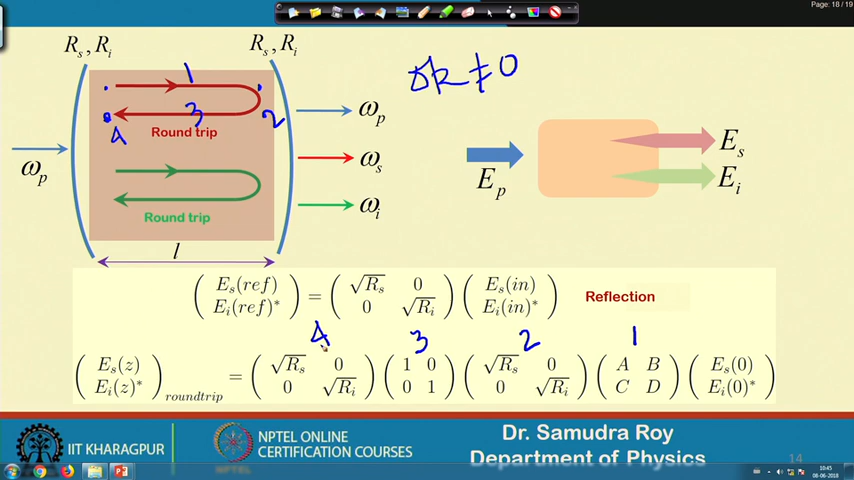 Page: 18 / 19
R_s, R_i
R_s, R_i
Δk ≠ 0
1
3
2
4
Round trip
Round trip
ω_p
ω_p
ω_s
ω_i
l
E_p
E_s
E_i
( E_s(ref) E_i(ref)* ) = ( √R_s 0 0 √R_i ) ( E_s(in) E_i(in)* )
Reflection
4 3 2 1
( E_s(z) E_i(z)* )_roundtrip = ( √R_s 0 0 √R_i ) ( 1 0 0 1 ) ( √R_s 0 0 √R_i ) ( A B C D ) ( E_s(0) E_i(0)* )
IIT KHARAGPUR
NPTEL ONLINE
CERTIFICATION COURSES
NPTEL
Dr. Samudra Roy
Department of Physics
14
10:45
08-06-2018